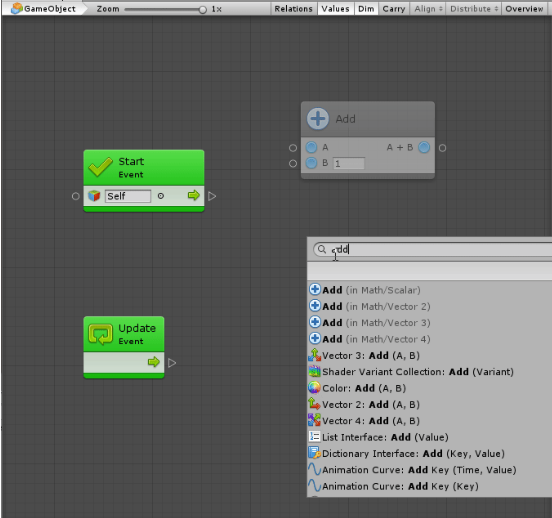 GameObject Zoom 1× Relations Values Dim Carry Align Distribute Overview
Add
A A + B
B 1
Start
Event
Self
add
Add (in Math/Scalar)
Add (in Math/Vector 2)
Add (in Math/Vector 3)
Add (in Math/Vector 4)
Vector 3: Add (A, B)
Shader Variant Collection: Add (Variant)
Color: Add (A, B)
Vector 2: Add (A, B)
Vector 4: Add (A, B)
List Interface: Add (Value)
Dictionary Interface: Add (Key, Value)
Animation Curve: Add Key (Time, Value)
Animation Curve: Add Key (Key)
Update
Event